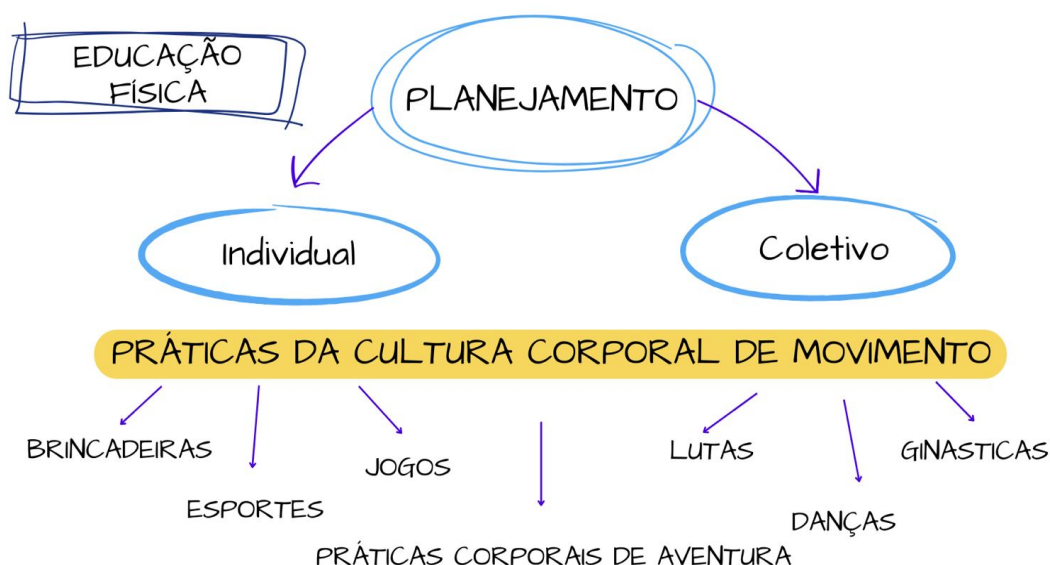 EDUCAÇÃO
FÍSICA
PLANEJAMENTO
Individual
Coletivo
PRÁTICAS DA CULTURA CORPORAL DE MOVIMENTO
BRINCADEIRAS
ESPORTES
JOGOS
PRÁTICAS CORPORAIS DE AVENTURA
LUTAS
DANÇAS
GINASTICAS